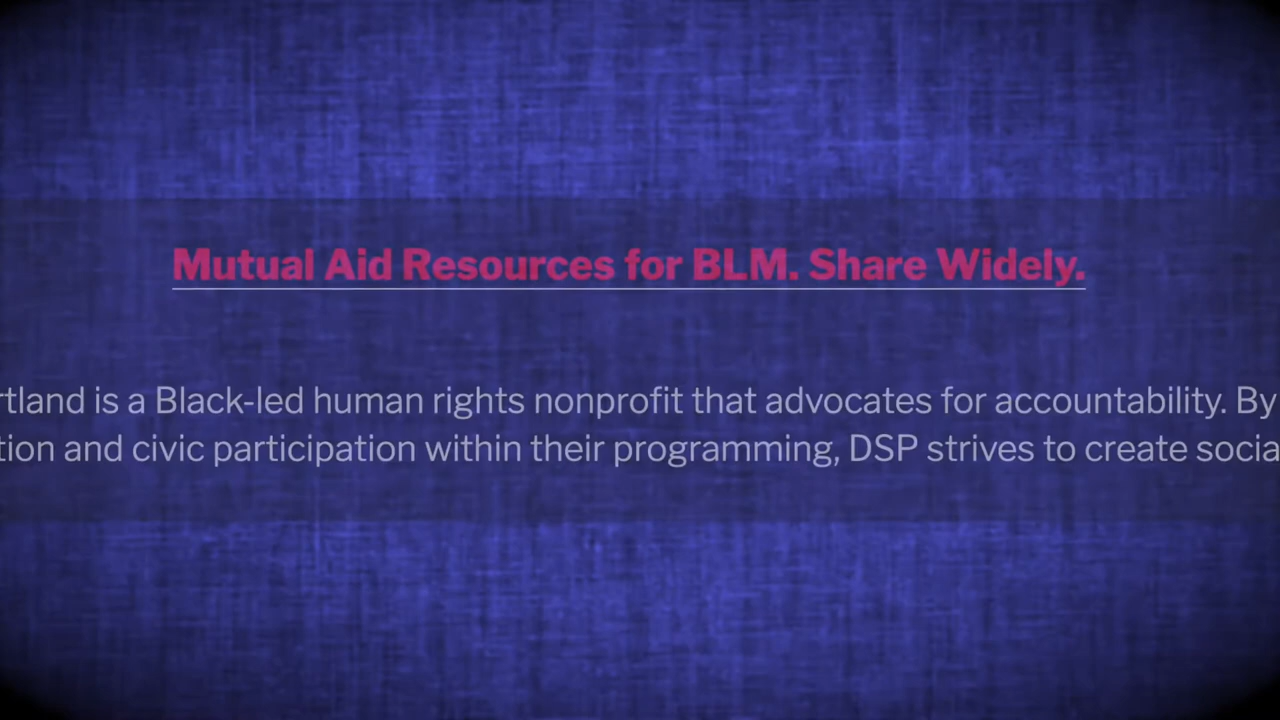 Mutual Aid Resources for BLM. Share Widely.
rtland is a Black-led human rights nonprofit that advocates for accountability. By
tion and civic participation within their programming, DSP strives to create socia